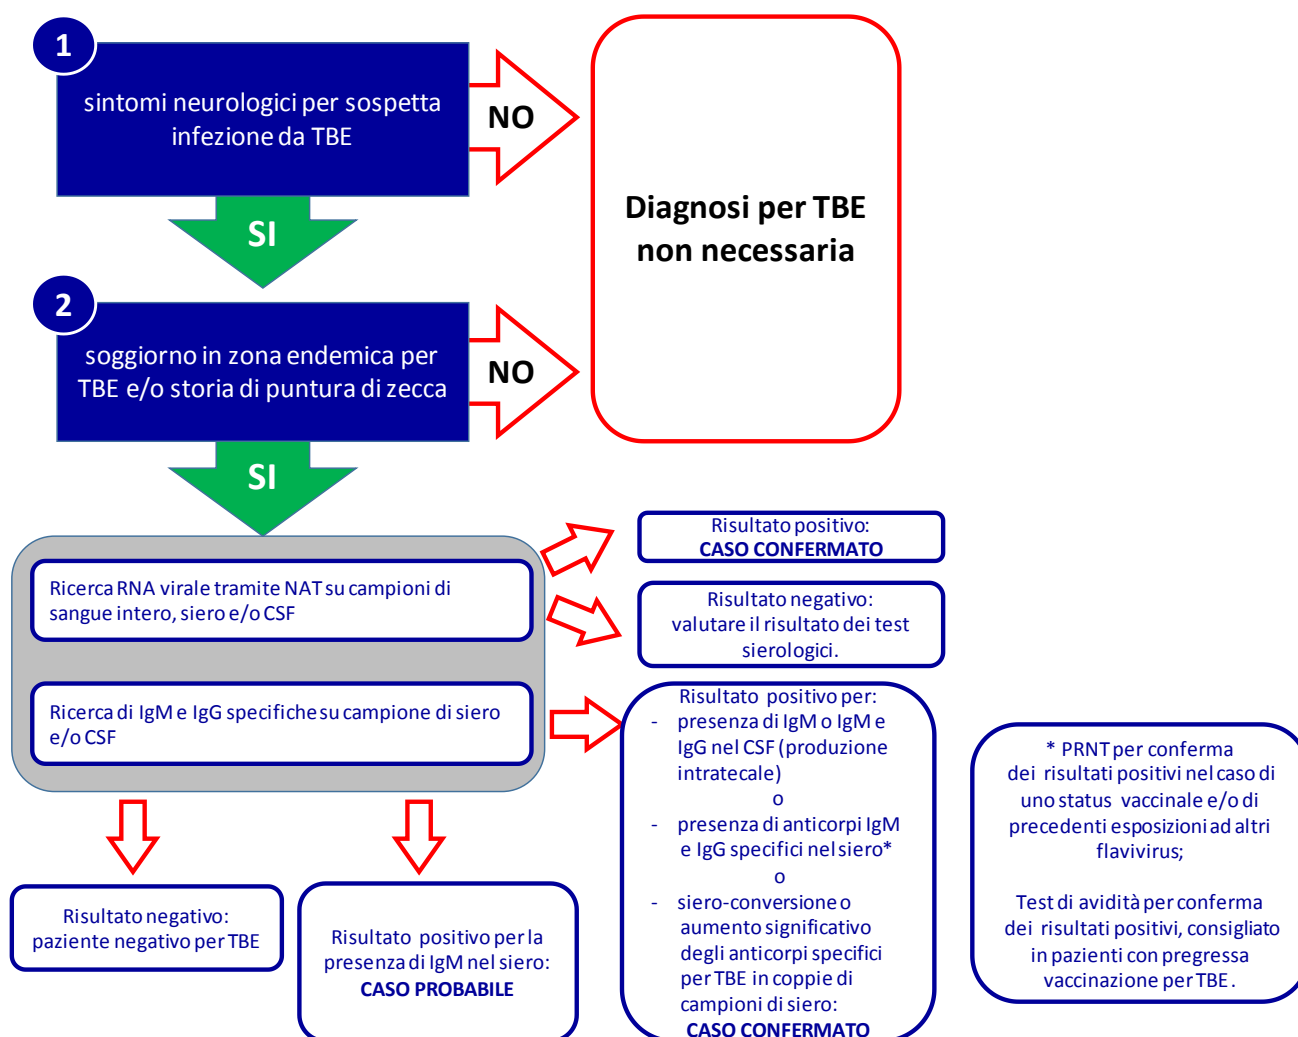 1
sintomi neurologici per sospetta
infezione da TBE
NO
SI
Diagnosi per TBE
non necessaria
2
soggiorno in zona endemica per
TBE e/o storia di puntura di zecca
NO
SI
Ricerca RNA virale tramite NAT su campioni di
sangue intero, siero e/o CSF
Ricerca di IgM e IgG specifiche su campione di siero
e/o CSF
Risultato positivo:
CASO CONFERMATO
Risultato negativo:
valutare il risultato dei test
sierologici.
Risultato positivo per:
- presenza di IgM o IgM e
IgG nel CSF (produzione
intratecale)
o
- presenza di anticorpi IgM
e IgG specifici nel siero*
o
- siero-conversione o
aumento significativo
degli anticorpi specifici
per TBE in coppie di
campioni di siero:
CASO CONFERMATO
* PRNT per conferma
dei risultati positivi nel caso di
uno status vaccinale e/o di
precedenti esposizioni ad altri
flavivirus;
Test di avidità per conferma
dei risultati positivi, consigliato
in pazienti con pregressa
vaccinazione per TBE.
Risultato negativo:
paziente negativo per TBE
Risultato positivo per la
presenza di IgM nel siero:
CASO PROBABILE